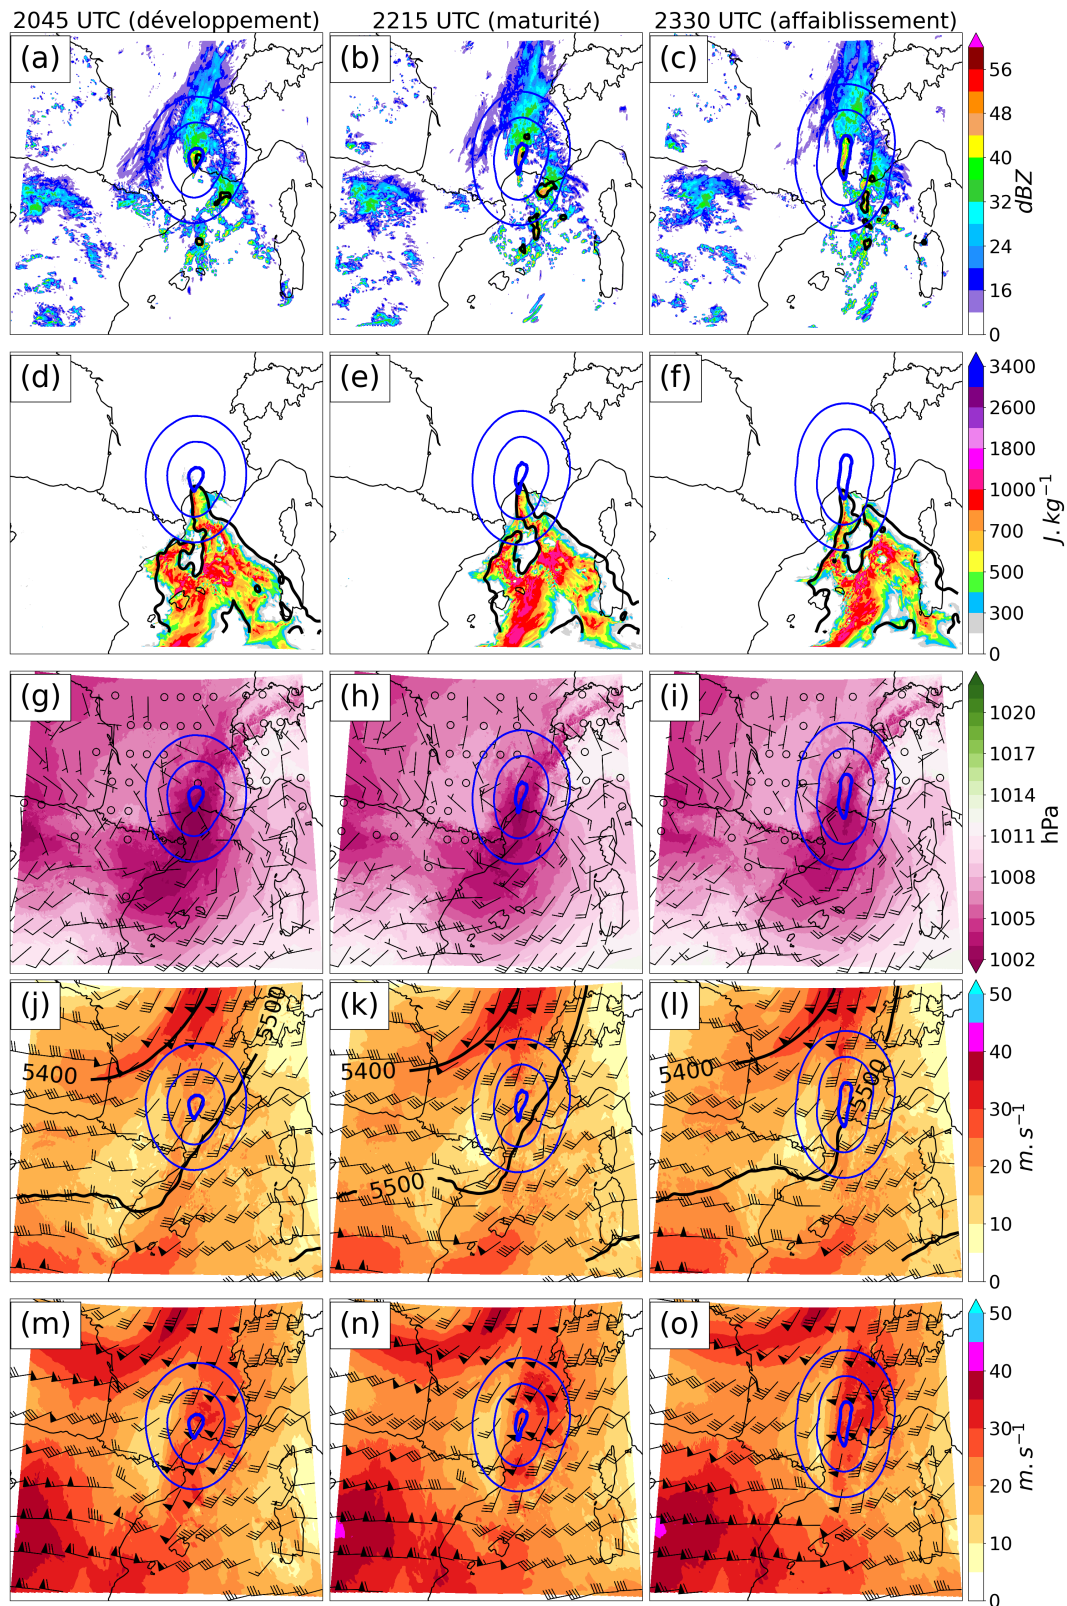 2045 UTC (développement)
2215 UTC (maturité)
2330 UTC (affaiblissement)
(a)
(b)
(c)
56
48
40
32
24
16
0
dBZ
(d)
(e)
(f)
3400
2600
1800
1000
700
500
300
0
J.kg⁻¹
(g)
(h)
(i)
1020
1017
1014
1011
1008
1005
1002
hPa
(j)
5400
5500
(k)
5400
5500
(l)
5400
5500
50
40
30
20
10
0
m.s⁻¹
(m)
(n)
(o)
50
40
30
20
10
0
m.s⁻¹